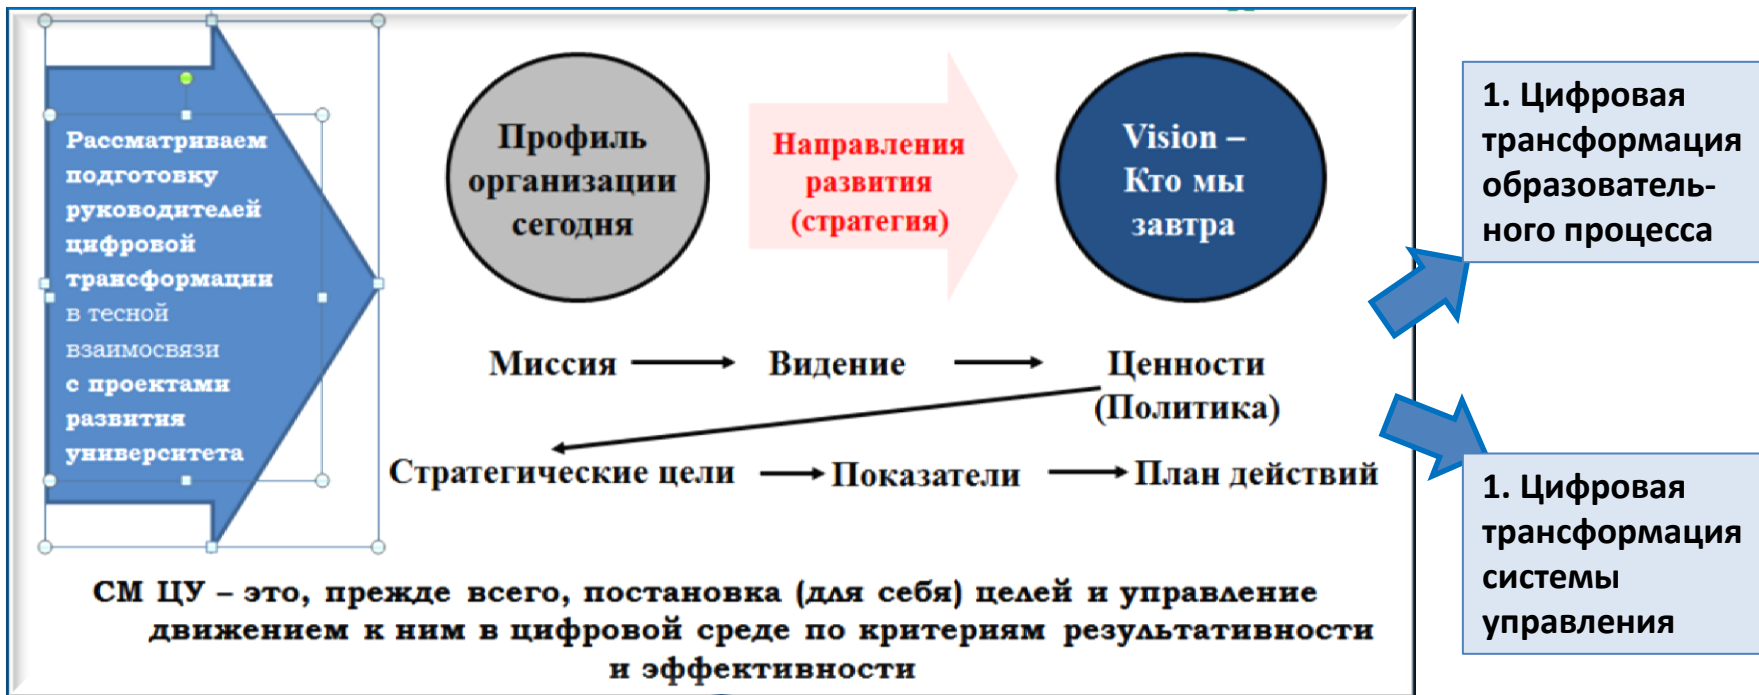 Рассматриваем
подготовку
руководителей
цифровой
трансформации
в тесной
взаимосвязи
с проектами
развития
университета
Профиль
организации
сегодня
Направления
развития
(стратегия)
Vision –
Кто мы
завтра
Миссия
Видение
Ценности
(Политика)
Стратегические цели
Показатели
План действий
СМ ЦУ – это, прежде всего, постановка (для себя) целей и управление
движением к ним в цифровой среде по критериям результативности
и эффективности
1. Цифровая
трансформация
образователь-
ного процесса
1. Цифровая
трансформация
системы
управления